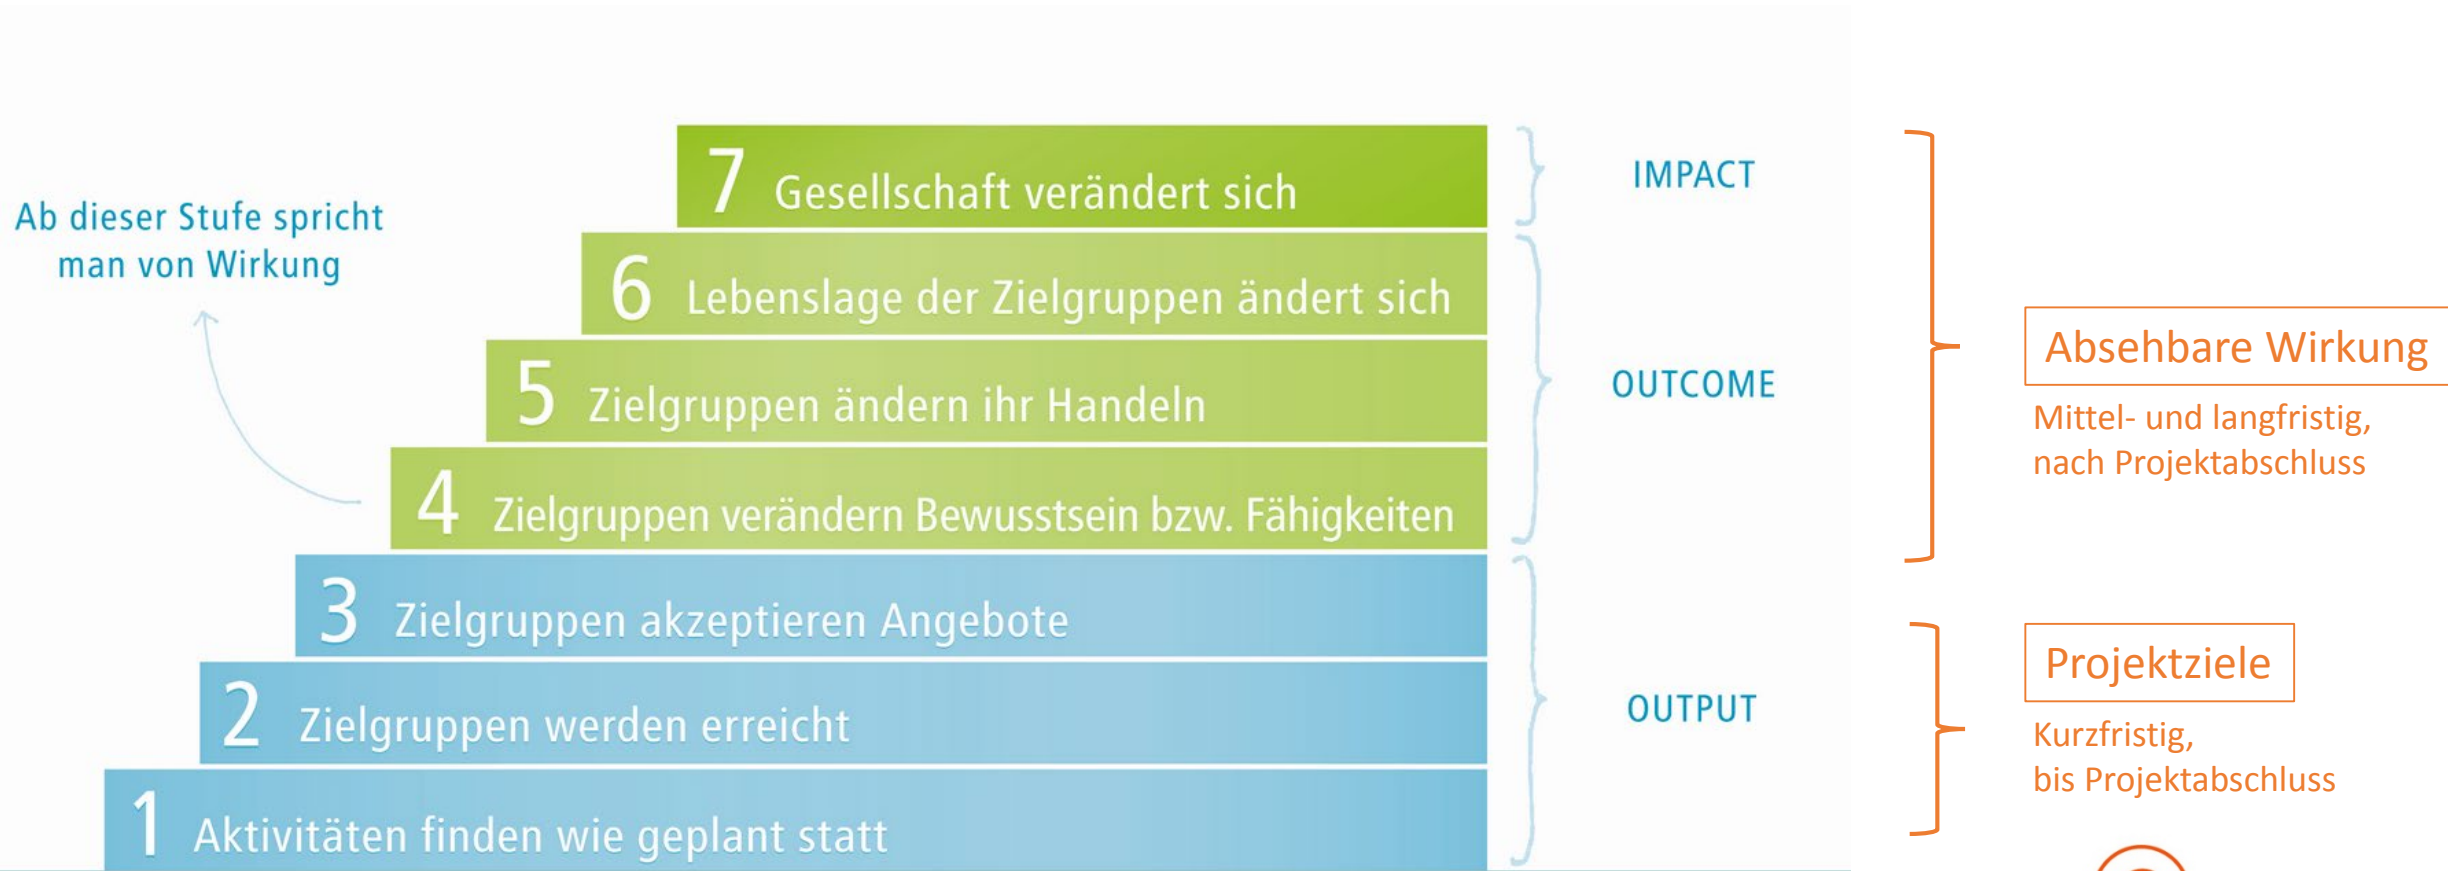 7 Gesellschaft verändert sich
IMPACT
Ab dieser Stufe spricht
man von Wirkung
6 Lebenslage der Zielgruppen ändert sich
5 Zielgruppen ändern ihr Handeln
OUTCOME
4 Zielgruppen verändern Bewusstsein bzw. Fähigkeiten
3 Zielgruppen akzeptieren Angebote
2 Zielgruppen werden erreicht
OUTPUT
1 Aktivitäten finden wie geplant statt
Absehbare Wirkung
Mittel- und langfristig,
nach Projektabschluss
Projektziele
Kurzfristig,
bis Projektabschluss